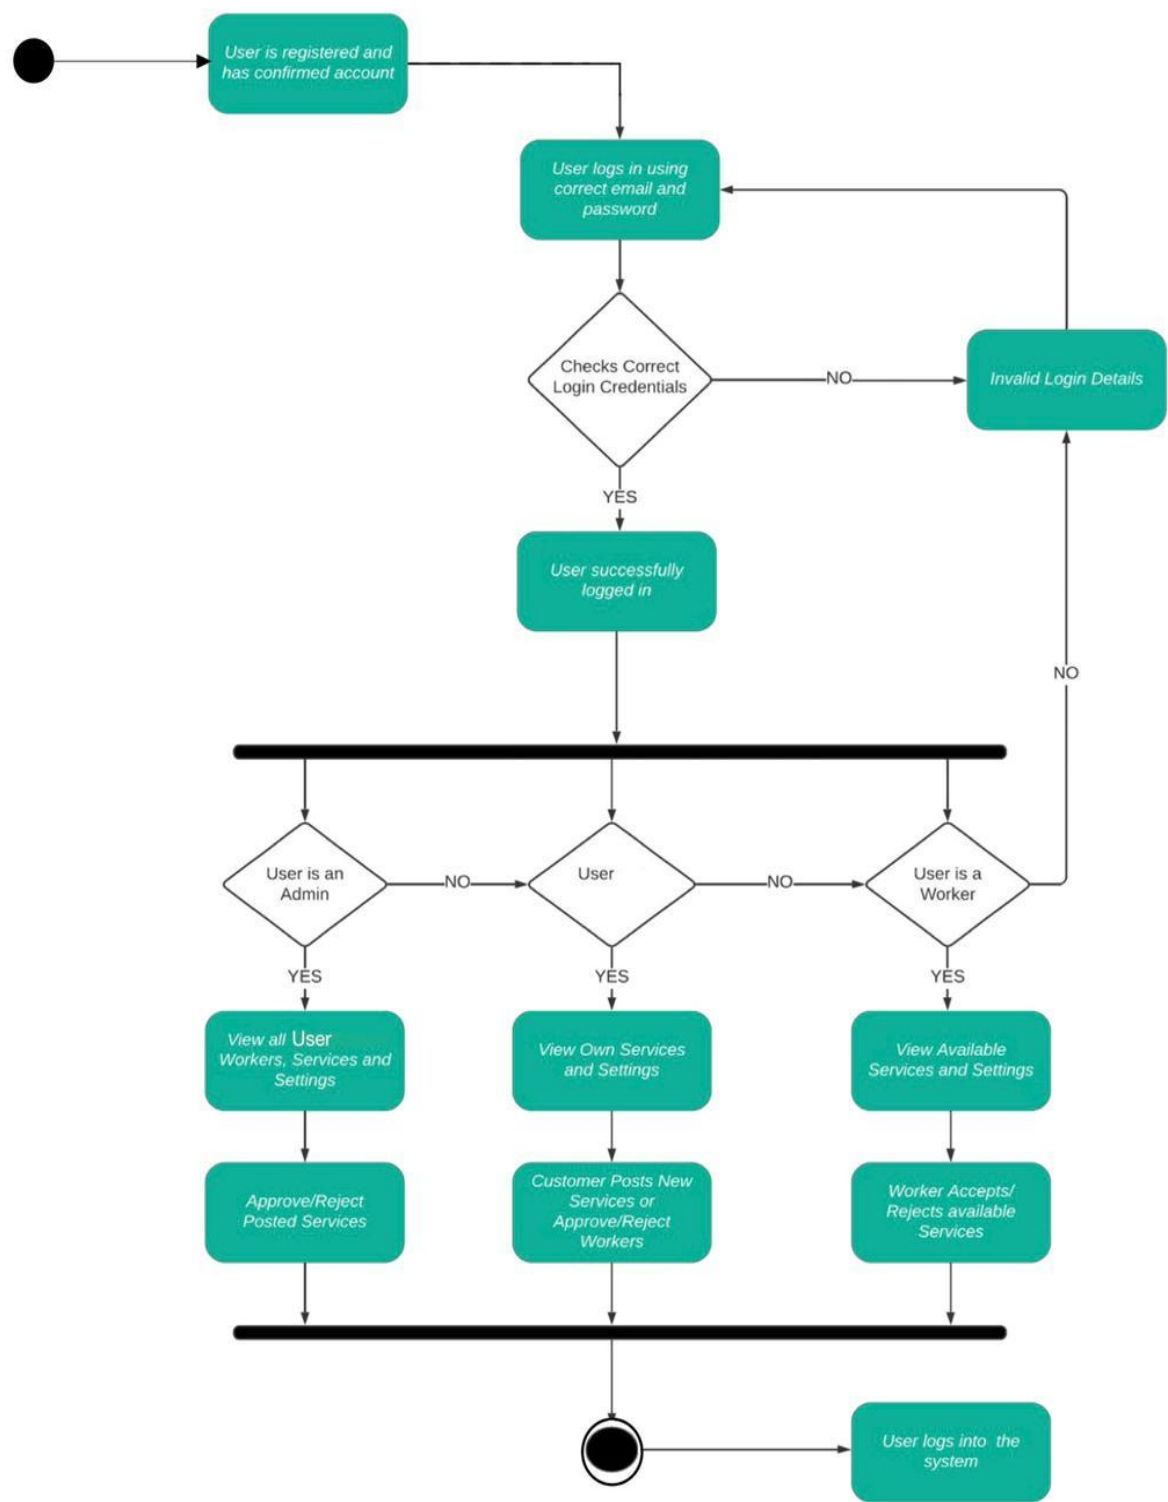 User is registered and
has confirmed account
User logs in using
correct email and
password
Checks Correct
Login Credentials
NO
Invalid Login Details
YES
User successfully
logged in
NO
User is an
Admin
NO
User
NO
User is a
Worker
YES
YES
YES
View all User
Workers, Services and
Settings
View Own Services
and Settings
View Available
Services and Settings
Approve/Reject
Posted Services
Customer Posts New
Services or
Approve/Reject
Workers
Worker Accepts/
Rejects available
Services
User logs into the
system